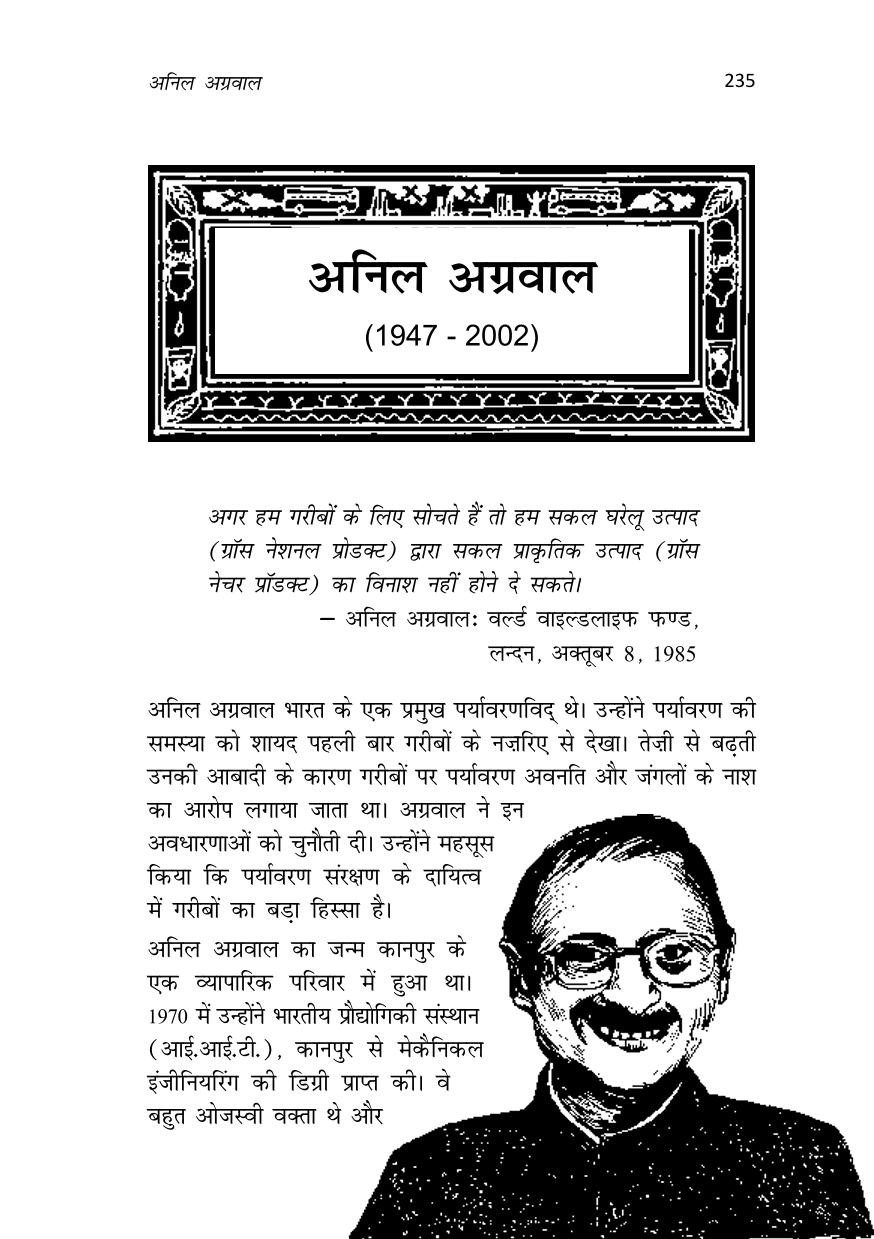 अनिल अग्रवाल 235
अनिल अग्रवाल
(1947 - 2002)
अगर हम गरीबों के लिए सोचते हैं तो हम सकल घरेलू उत्पाद
(ग्रॉस नेशनल प्रोडक्ट) द्वारा सकल प्राकृतिक उत्पाद (ग्रॉस
नेचर प्रॉडक्ट) का विनाश नहीं होने दे सकते।
– अनिल अग्रवाल: वर्ल्ड वाइल्डलाइफ फण्ड,
लन्दन, अक्तूबर 8, 1985
अनिल अग्रवाल भारत के एक प्रमुख पर्यावरणविद् थे। उन्होंने पर्यावरण की
समस्या को शायद पहली बार गरीबों के नज़रिए से देखा। तेज़ी से बढ़ती
उनकी आबादी के कारण गरीबों पर पर्यावरण अवनति और जंगलों के नाश
का आरोप लगाया जाता था। अग्रवाल ने इन
अवधारणाओं को चुनौती दी। उन्होंने महसूस
किया कि पर्यावरण संरक्षण के दायित्व
में गरीबों का बड़ा हिस्सा है।
अनिल अग्रवाल का जन्म कानपुर के
एक व्यापारिक परिवार में हुआ था।
1970 में उन्होंने भारतीय प्रौद्योगिकी संस्थान
(आई.आई.टी.), कानपुर से मेकैनिकल
इंजीनियरिंग की डिग्री प्राप्त की। वे
बहुत ओजस्वी वक्ता थे और